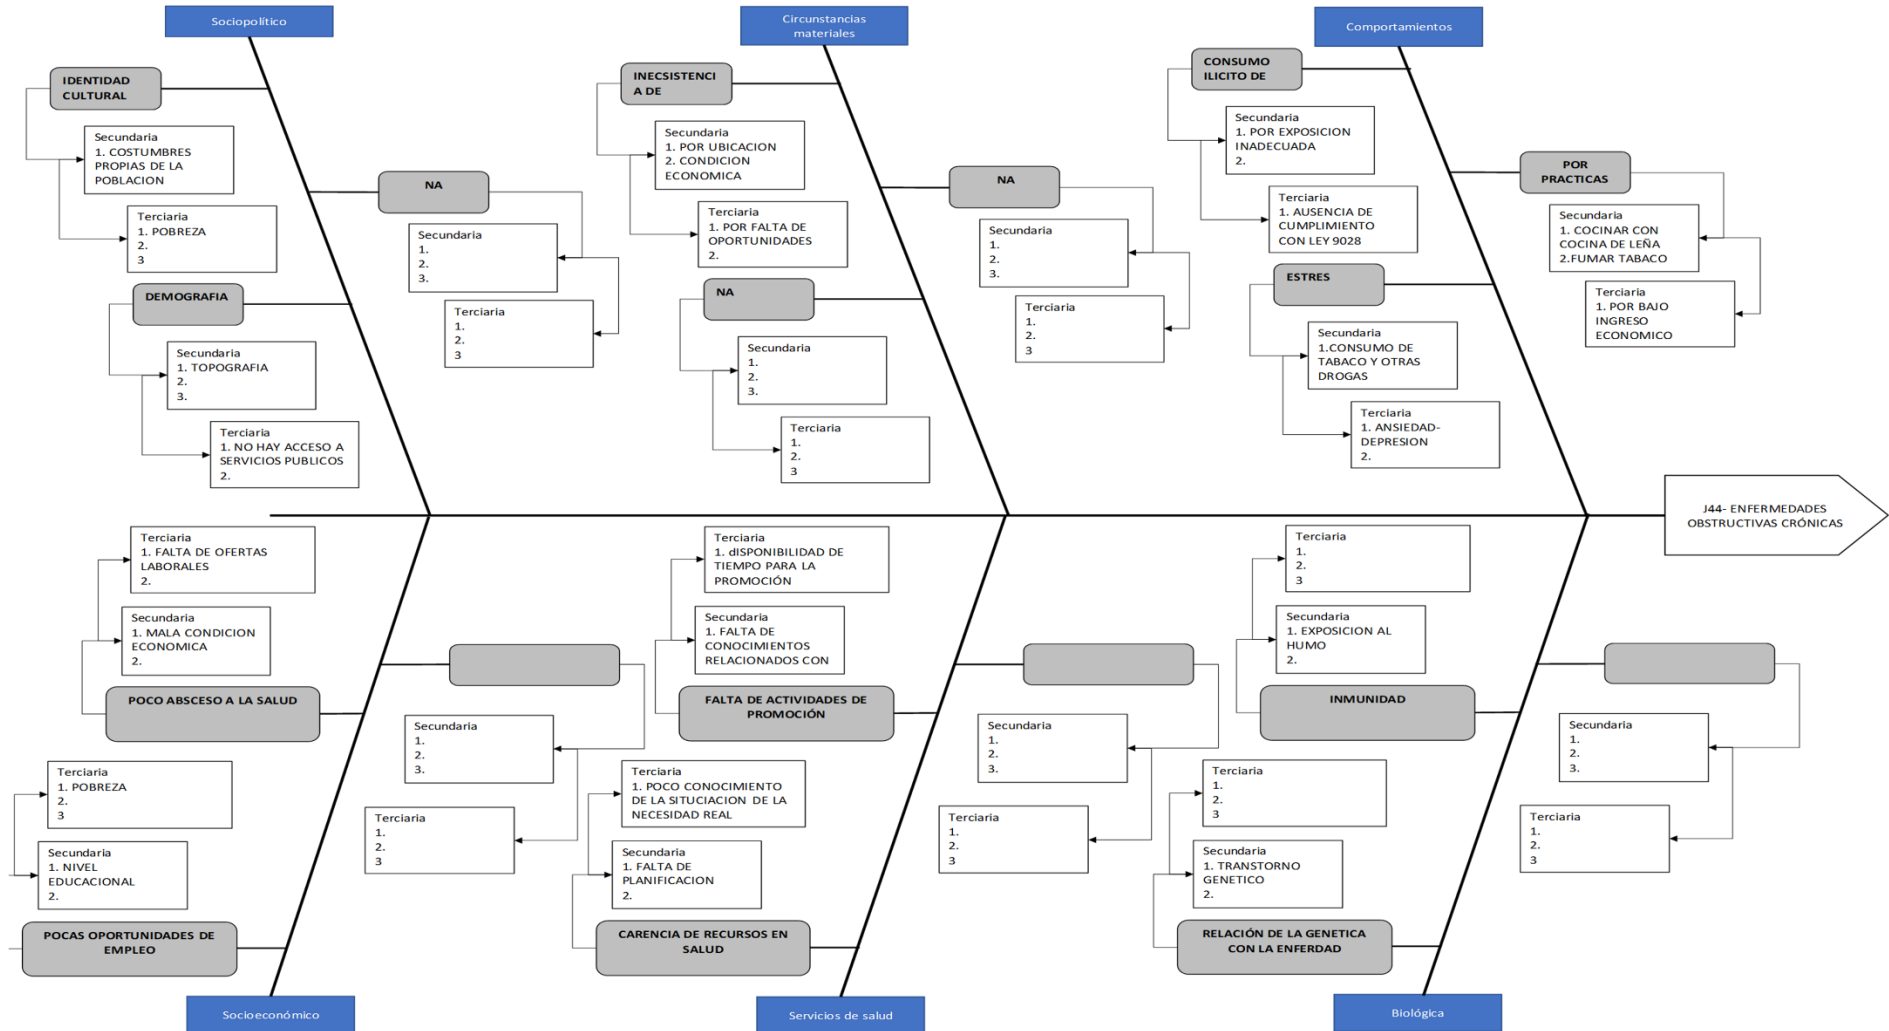 Sociopolítico
Circunstancias
materiales
Comportamientos
IDENTIDAD
CULTURAL
Secundaria
1. COSTUMBRES
PROPIAS DE LA
POBLACION
Terciaria
1. POBREZA
2.
3
NA
Secundaria
1.
2.
3.
Terciaria
1.
2.
3
DEMOGRAFIA
Secundaria
1. TOPOGRAFIA
2.
3.
Terciaria
1. NO HAY ACCESO A
SERVICIOS PUBLICOS
2.
INECSISTENCI
A DE
Secundaria
1. POR UBICACION
2. CONDICION
ECONOMICA
Terciaria
1. POR FALTA DE
OPORTUNIDADES
2.
NA
Secundaria
1.
2.
3.
Terciaria
1.
2.
3
NA
Secundaria
1.
2.
3.
Terciaria
1.
2.
3
CONSUMO
ILICITO DE
Secundaria
1. POR EXPOSICION
INADECUADA
2.
Terciaria
1. AUSENCIA DE
CUMPLIMIENTO
CON LEY 9028
POR
PRACTICAS
Secundaria
1. COCINAR CON
COCINA DE LEÑA
2.FUMAR TABACO
Terciaria
1. POR BAJO
INGRESO
ECONOMICO
ESTRES
Secundaria
1.CONSUMO DE
TABACO Y OTRAS
DROGAS
Terciaria
1. ANSIEDAD-
DEPRESION
2.
J44- ENFERMEDADES
OBSTRUCTIVAS CRÓNICAS
Terciaria
1. FALTA DE OFERTAS
LABORALES
2.
Secundaria
1. MALA CONDICION
ECONOMICA
2.
POCO ABSCESO A LA SALUD
Secundaria
1.
2.
3.
Terciaria
1.
2.
3
Terciaria
1. POBREZA
2.
3
Secundaria
1. NIVEL
EDUCACIONAL
2.
POCAS OPORTUNIDADES DE
EMPLEO
Terciaria
1. dISPONIBILIDAD DE
TIEMPO PARA LA
PROMOCIÓN
Secundaria
1. FALTA DE
CONOCIMIENTOS
RELACIONADOS CON
FALTA DE ACTIVIDADES DE
PROMOCIÓN
Secundaria
1.
2.
3.
Terciaria
1.
2.
3
Terciaria
1. POCO CONOCIMIENTO
DE LA SITUCIACION DE LA
NECESIDAD REAL
Secundaria
1. FALTA DE
PLANIFICACION
2.
CARENCIA DE RECURSOS EN
SALUD
Terciaria
1.
2.
3
Secundaria
1. EXPOSICION AL
HUMO
2.
INMUNIDAD
Secundaria
1.
2.
3.
Terciaria
1.
2.
3
Terciaria
1.
2.
3
Secundaria
1. TRANSTORNO
GENETICO
2.
RELACIÓN DE LA GENETICA
CON LA ENFERDAD
Socioeconómico
Servicios de salud
Biológica